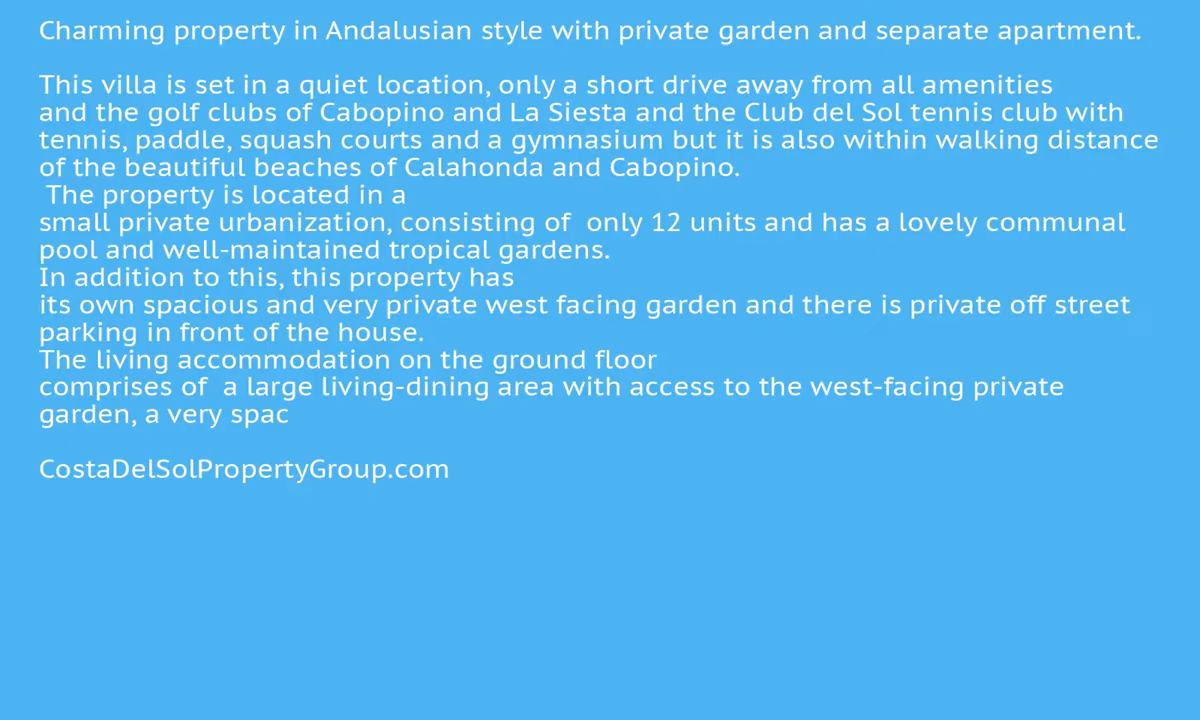 Charming property in Andalusian style with private garden and separate apartment.
This villa is set in a quiet location, only a short drive away from all amenities
and the golf clubs of Cabopino and La Siesta and the Club del Sol tennis club with
tennis, paddle, squash courts and a gymnasium but it is also within walking distance
of the beautiful beaches of Calahonda and Cabopino.
The property is located in a
small private urbanization, consisting of  only 12 units and has a lovely communal
pool and well-maintained tropical gardens.
In addition to this, this property has
its own spacious and very private west facing garden and there is private off street
parking in front of the house.
The living accommodation on the ground floor
comprises of  a large living-dining area with access to the west-facing private
garden, a very spac
CostaDelSolPropertyGroup.com